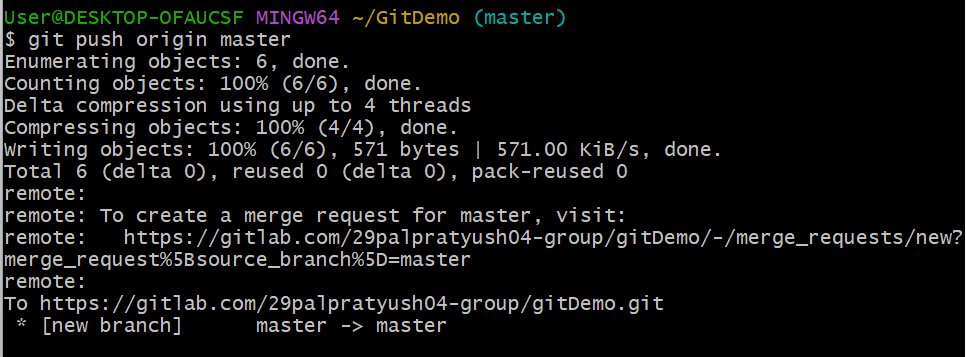 User@DESKTOP-OFAUCSF MINGW64 ~/GitDemo (master)
$ git push origin master
Enumerating objects: 6, done.
Counting objects: 100% (6/6), done.
Delta compression using up to 4 threads
Compressing objects: 100% (4/4), done.
Writing objects: 100% (6/6), 571 bytes | 571.00 KiB/s, done.
Total 6 (delta 0), reused 0 (delta 0), pack-reused 0
remote:
remote: To create a merge request for master, visit:
remote:   https://gitlab.com/29palpratyush04-group/gitDemo/-/merge_requests/new?
merge_request%5Bsource_branch%5D=master
remote:
To https://gitlab.com/29palpratyush04-group/gitDemo.git
 * [new branch]      master -> master